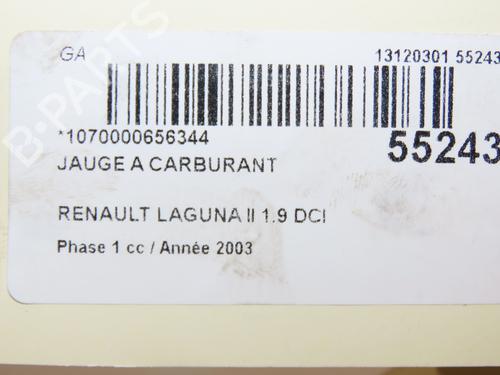 GA
13120301 55243
*1070000656344
55243
JAUGE A CARBURANT
RENAULT LAGUNA II 1.9 DCI
Phase 1 cc / Année 2003
B-PARTS